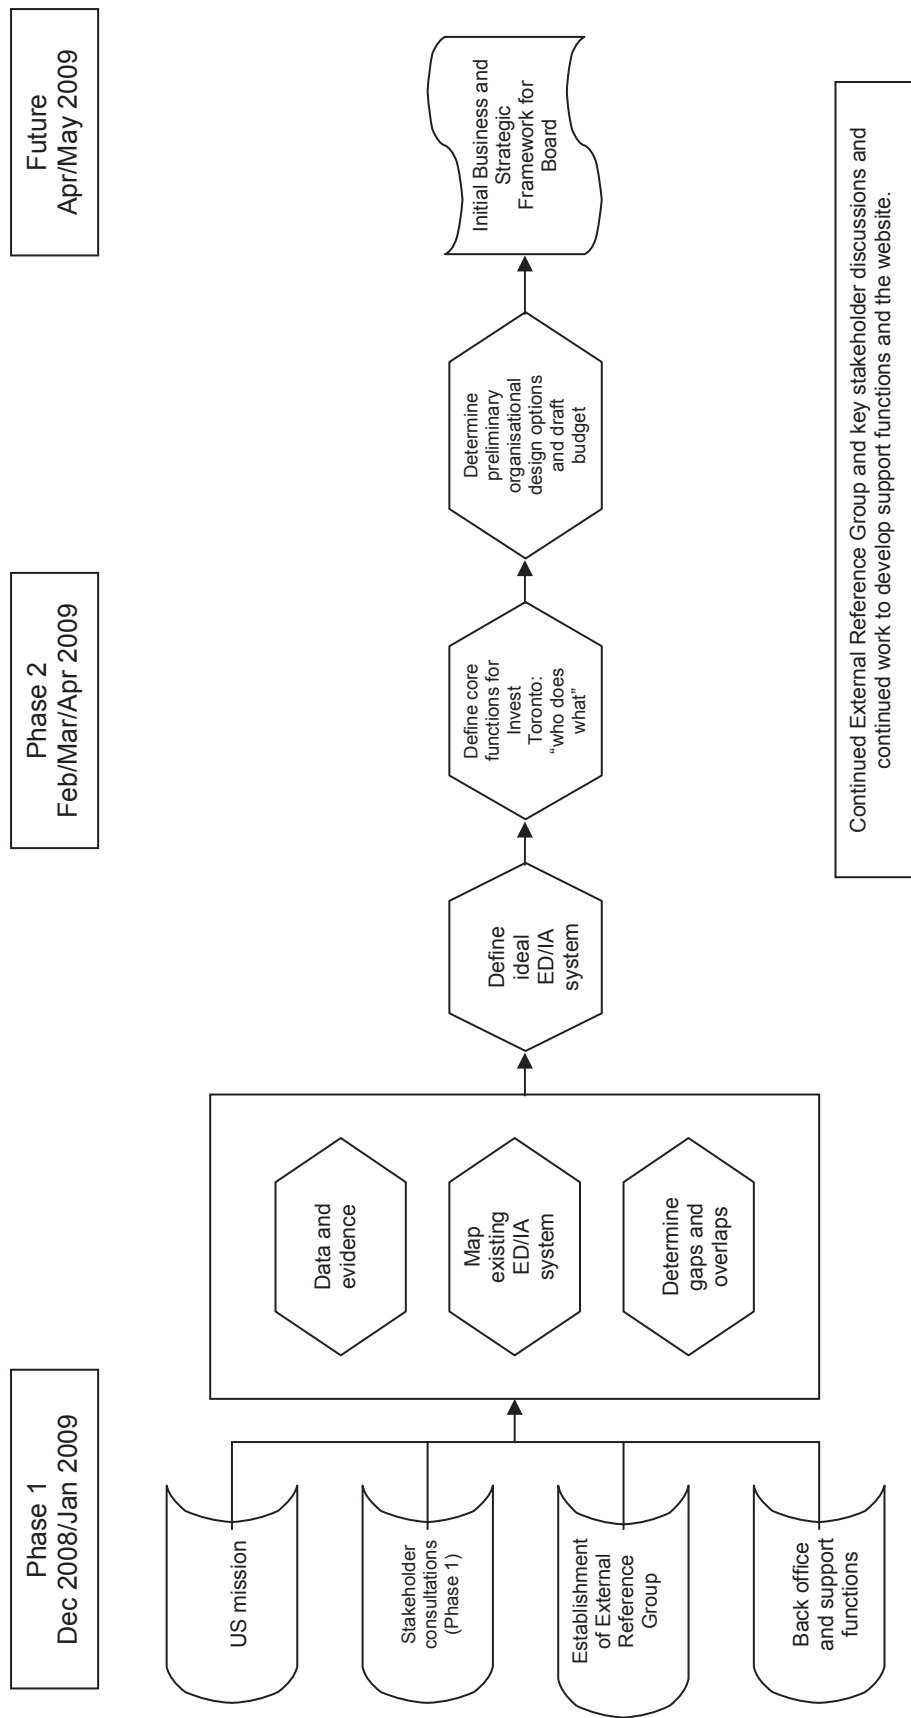 Phase 1
Dec 2008/Jan 2009
Phase 2
Feb/Mar/Apr 2009
Future
Apr/May 2009
US mission
Stakeholder
consultations
(Phase 1)
Establishment
of External
Reference
Group
Back office
and support
functions
Data and
evidence
Map
existing
ED/IA
system
Determine
gaps and
overlaps
Define
ideal
ED/IA
system
Define core
functions for
Invest
Toronto:
“who does
what”
Determine
preliminary
organisational
design options
and draft
budget
Initial Business and
Strategic
Framework for
Board
Continued External Reference Group and key stakeholder discussions and
continued work to develop support functions and the website.